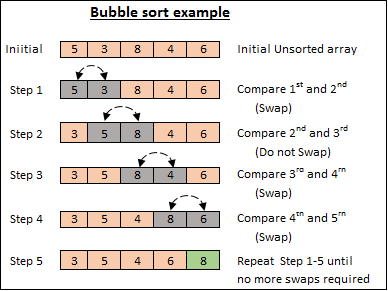 Bubble sort example
Iniitial 5 3 8 4 6 Initial Unsorted array
Step 1 5 3 8 4 6 Compare 1st and 2nd
(Swap)
Step 2 3 5 8 4 6 Compare 2nd and 3rd
(Do not Swap)
Step 3 3 5 8 4 6 Compare 3rd and 4rn
(Swap)
Step 4 3 5 4 8 6 Compare 4tn and 5rn
(Swap)
Step 5 3 5 4 6 8 Repeat Step 1-5 until
no more swaps required